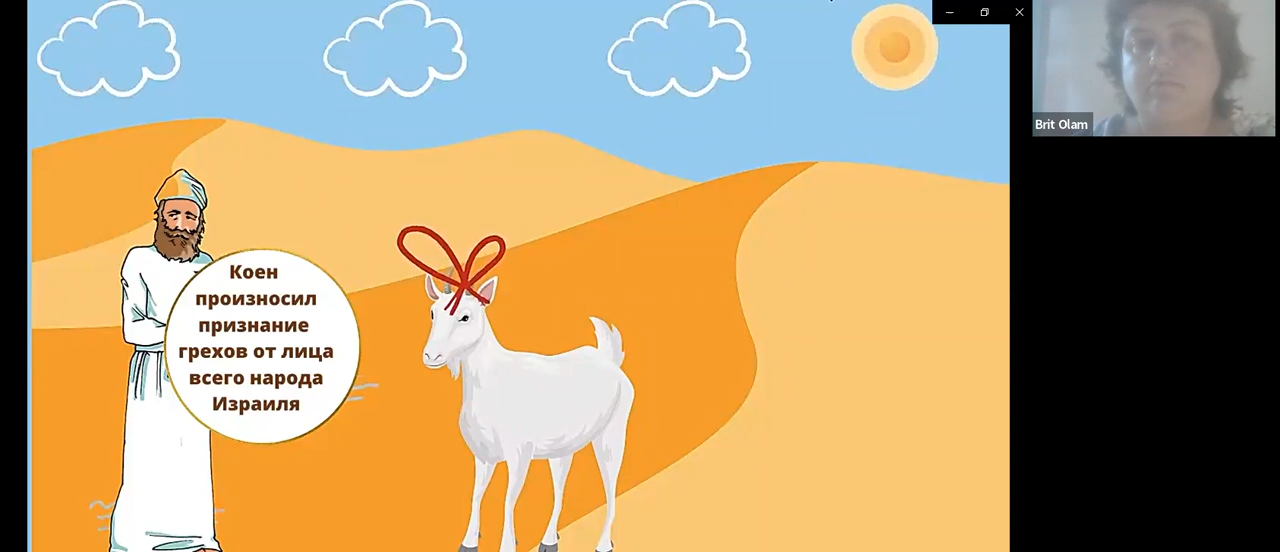 Коен
произносил
признание
грехов от лица
всего народа
Израиля
Brit Olam